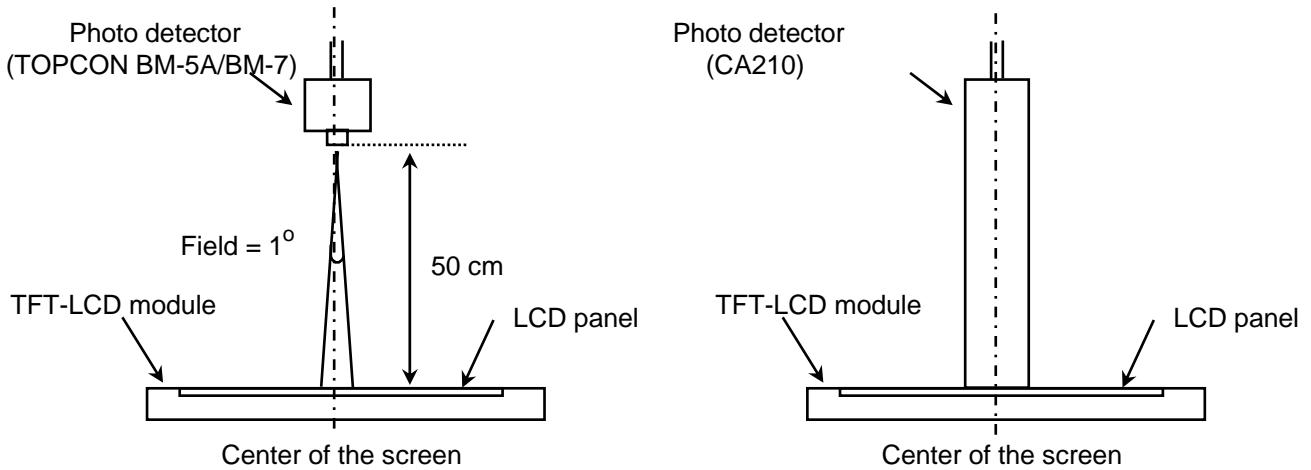 Photo detector
(TOPCON BM-5A/BM-7)
Field = 1o
50 cm
TFT-LCD module
LCD panel
Center of the screen
Photo detector
(CA210)
TFT-LCD module
LCD panel
Center of the screen